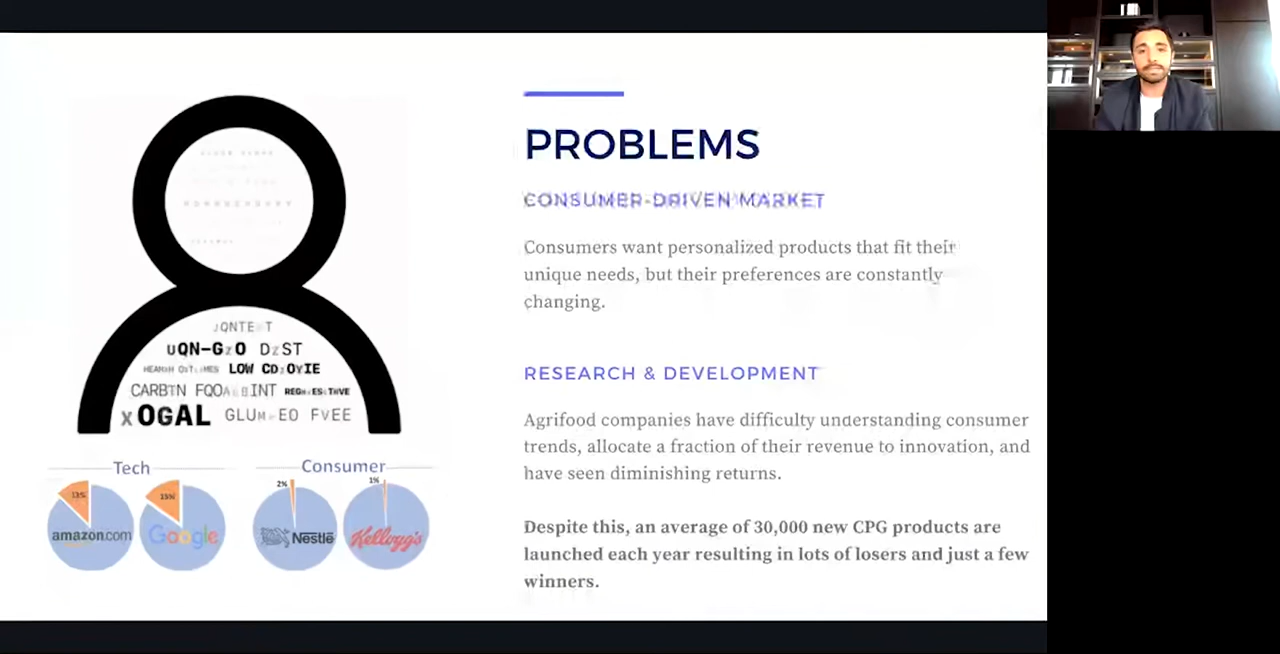 PROBLEMS
CONSUMER-DRIVEN MARKET
Consumers want personalized products that fit their
unique needs, but their preferences are constantly
changing.
RESEARCH & DEVELOPMENT
Agrifood companies have difficulty understanding consumer
trends, allocate a fraction of their revenue to innovation, and
have seen diminishing returns.
Despite this, an average of 30,000 new CPG products are
launched each year resulting in lots of losers and just a few
winners.
LOW
Tech
Consumer
13%
15%
2%
1%
amazon.com
Google
Nestlé
Kellogg's